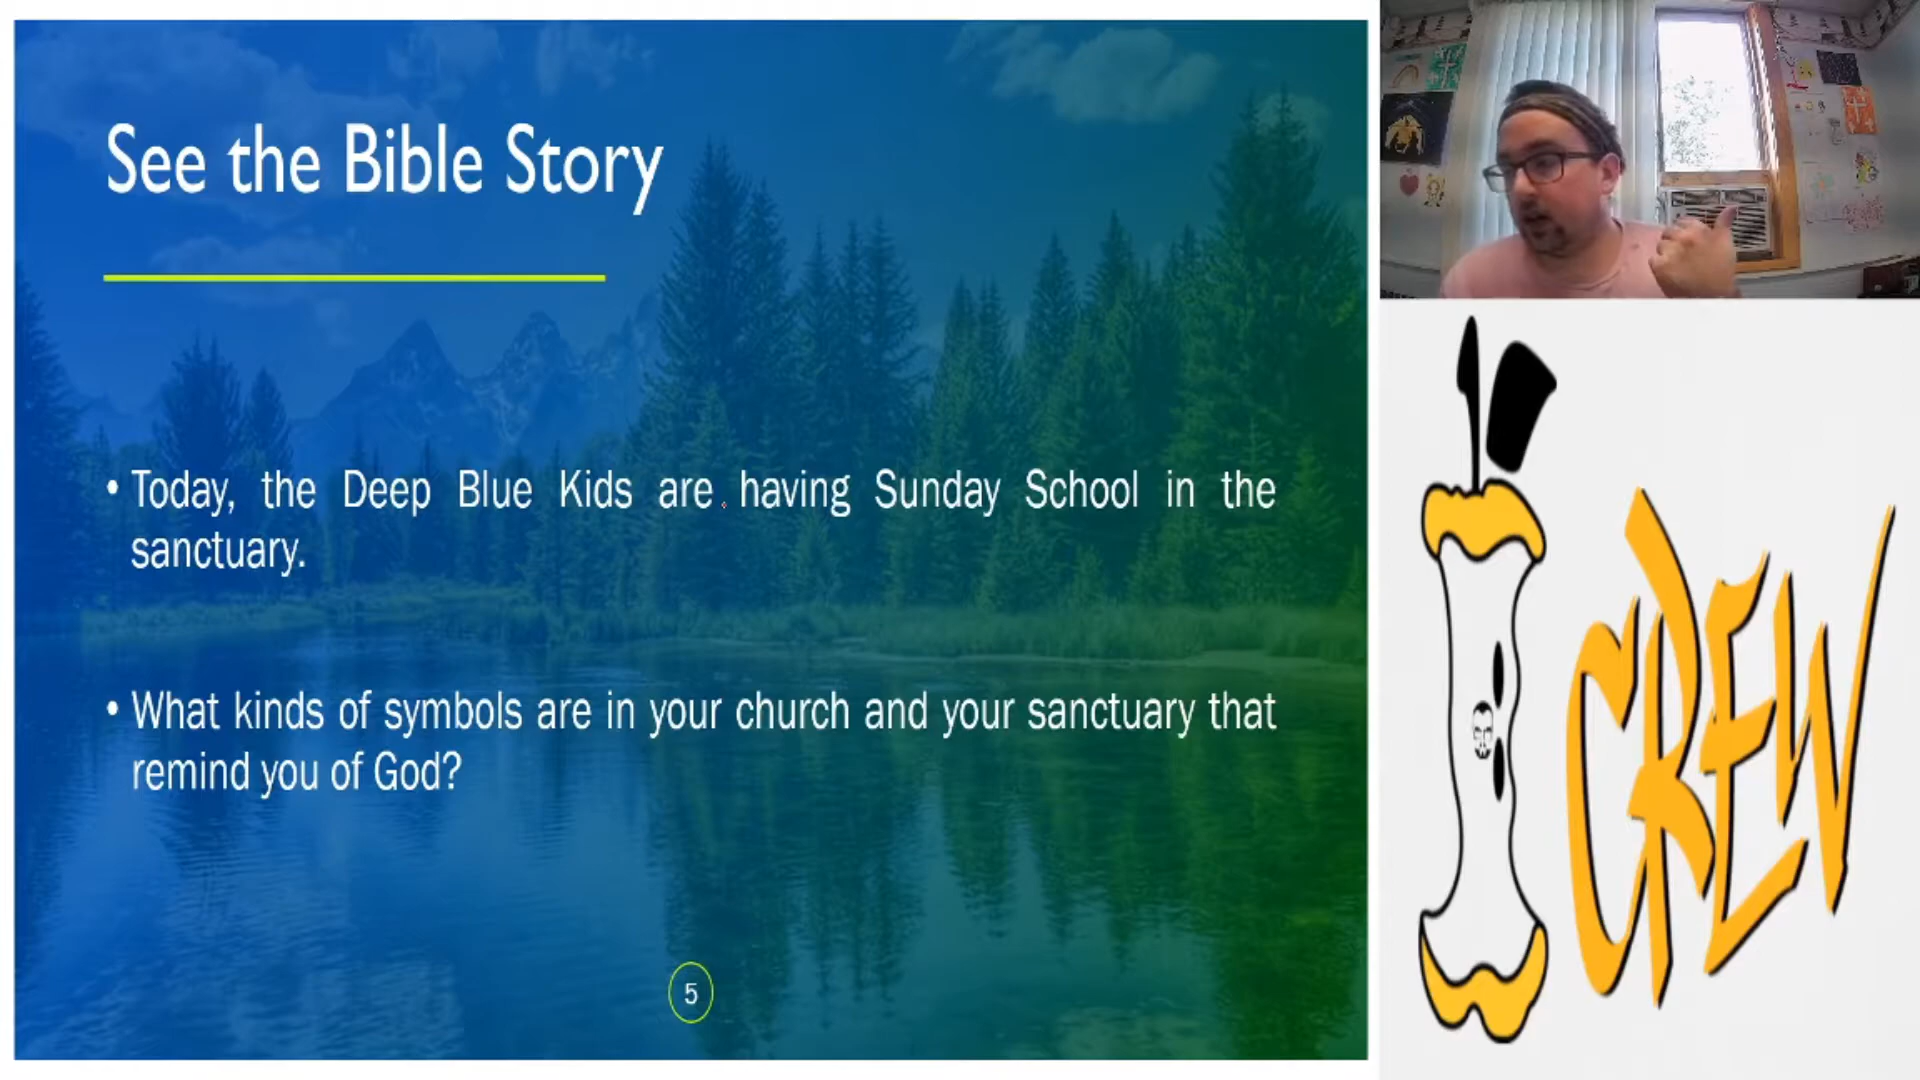 See the Bible Story
• Today, the Deep Blue Kids are having Sunday School in the
sanctuary.
• What kinds of symbols are in your church and your sanctuary that
remind you of God?
5
CREW